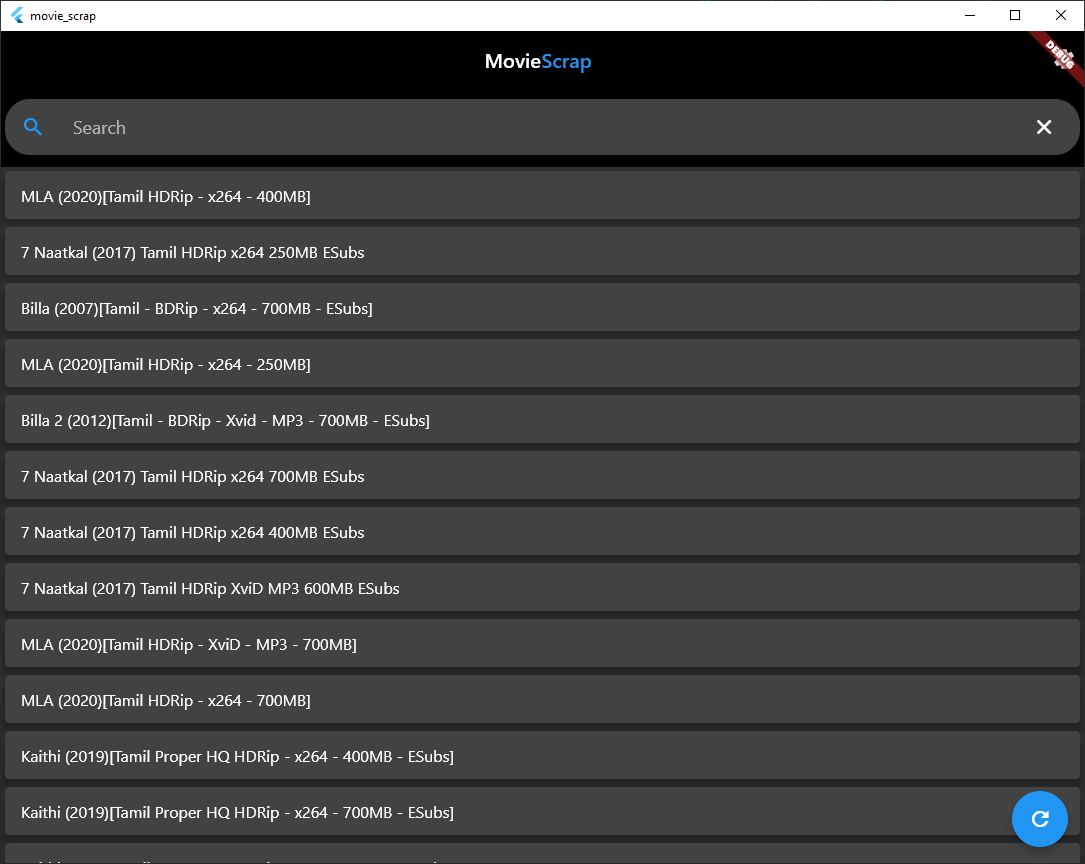 movie_scrap
MovieScrap
DEBUG
Search
MLA (2020)[Tamil HDRip - x264 - 400MB]
7 Naatkal (2017) Tamil HDRip x264 250MB ESubs
Billa (2007)[Tamil - BDRip - x264 - 700MB - ESubs]
MLA (2020)[Tamil HDRip - x264 - 250MB]
Billa 2 (2012)[Tamil - BDRip - Xvid - MP3 - 700MB - ESubs]
7 Naatkal (2017) Tamil HDRip x264 700MB ESubs
7 Naatkal (2017) Tamil HDRip x264 400MB ESubs
7 Naatkal (2017) Tamil HDRip XviD MP3 600MB ESubs
MLA (2020)[Tamil HDRip - XviD - MP3 - 700MB]
MLA (2020)[Tamil HDRip - x264 - 700MB]
Kaithi (2019)[Tamil Proper HQ HDRip - x264 - 400MB - ESubs]
Kaithi (2019)[Tamil Proper HQ HDRip - x264 - 700MB - ESubs]